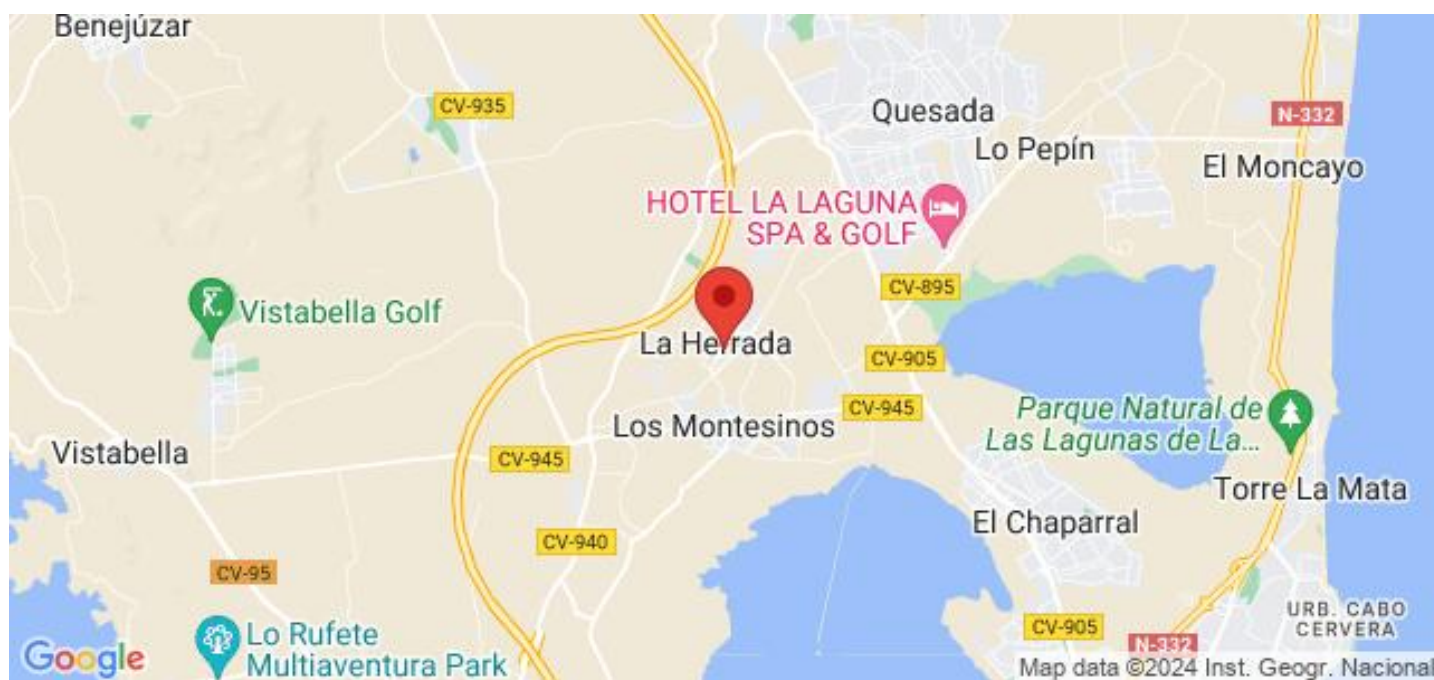 Benejúzar
CV-935
Quesada
N-332
Lo Pepín
El Moncayo
HOTEL LA LAGUNA
SPA & GOLF
CV-895
Vistabella Golf
La Herrada
CV-905
CV-945
Parque Natural de
Las Lagunas de La...
Los Montesinos
Vistabella
CV-945
Torre La Mata
El Chaparral
CV-940
CV-95
URB. CABO
CERVERA
Lo Rufete
Multiaventura Park
CV-905
N-332
Google
Map data ©2024 Inst. Geogr. Nacional